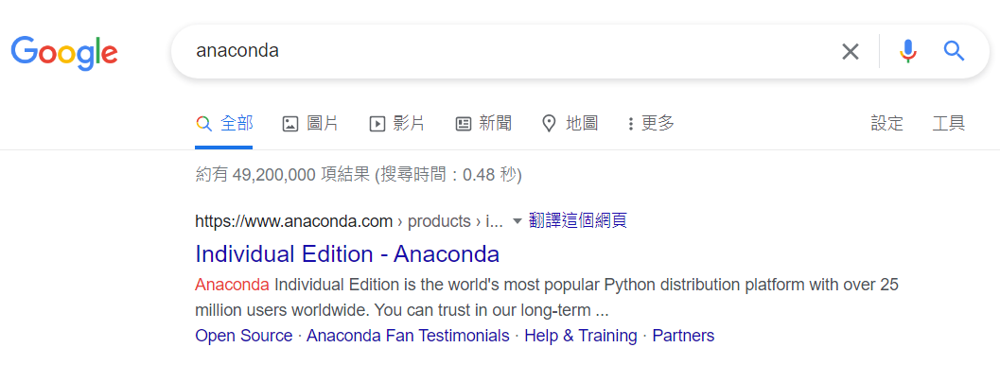 Google
anaconda
全部 圖片 影片 新聞 地圖 更多 設定 工具
約有 49,200,000 項結果 (搜尋時間：0.48 秒)
https://www.anaconda.com › products › i... 翻譯這個網頁
Individual Edition - Anaconda
Anaconda Individual Edition is the world's most popular Python distribution platform with over 25
million users worldwide. You can trust in our long-term ...
Open Source · Anaconda Fan Testimonials · Help & Training · Partners